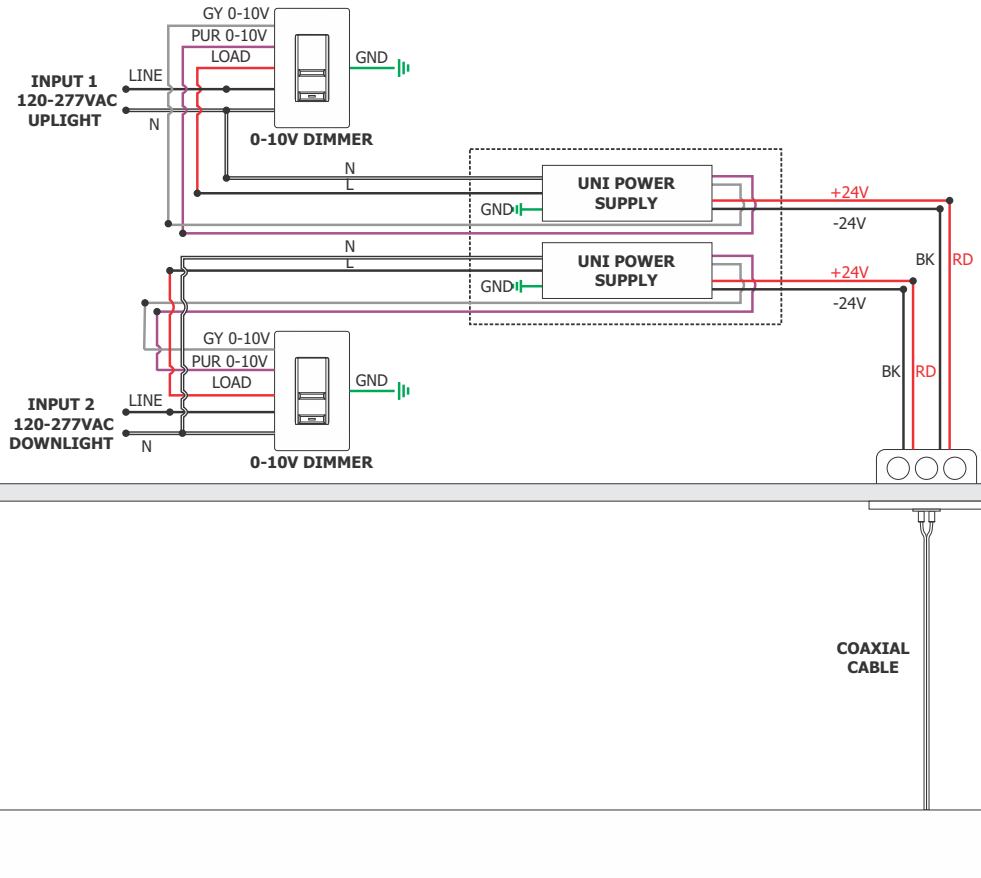 GY 0-10V
PUR 0-10V
LOAD
GND
INPUT 1
120-277VAC
UPLIGHT
LINE
N
0-10V DIMMER
N
L
GND
UNI POWER
SUPPLY
+24V
-24V
BK
RD
N
L
GND
UNI POWER
SUPPLY
+24V
-24V
BK
RD
GY 0-10V
PUR 0-10V
LOAD
GND
INPUT 2
120-277VAC
DOWNLIGHT
LINE
N
0-10V DIMMER
COAXIAL
CABLE